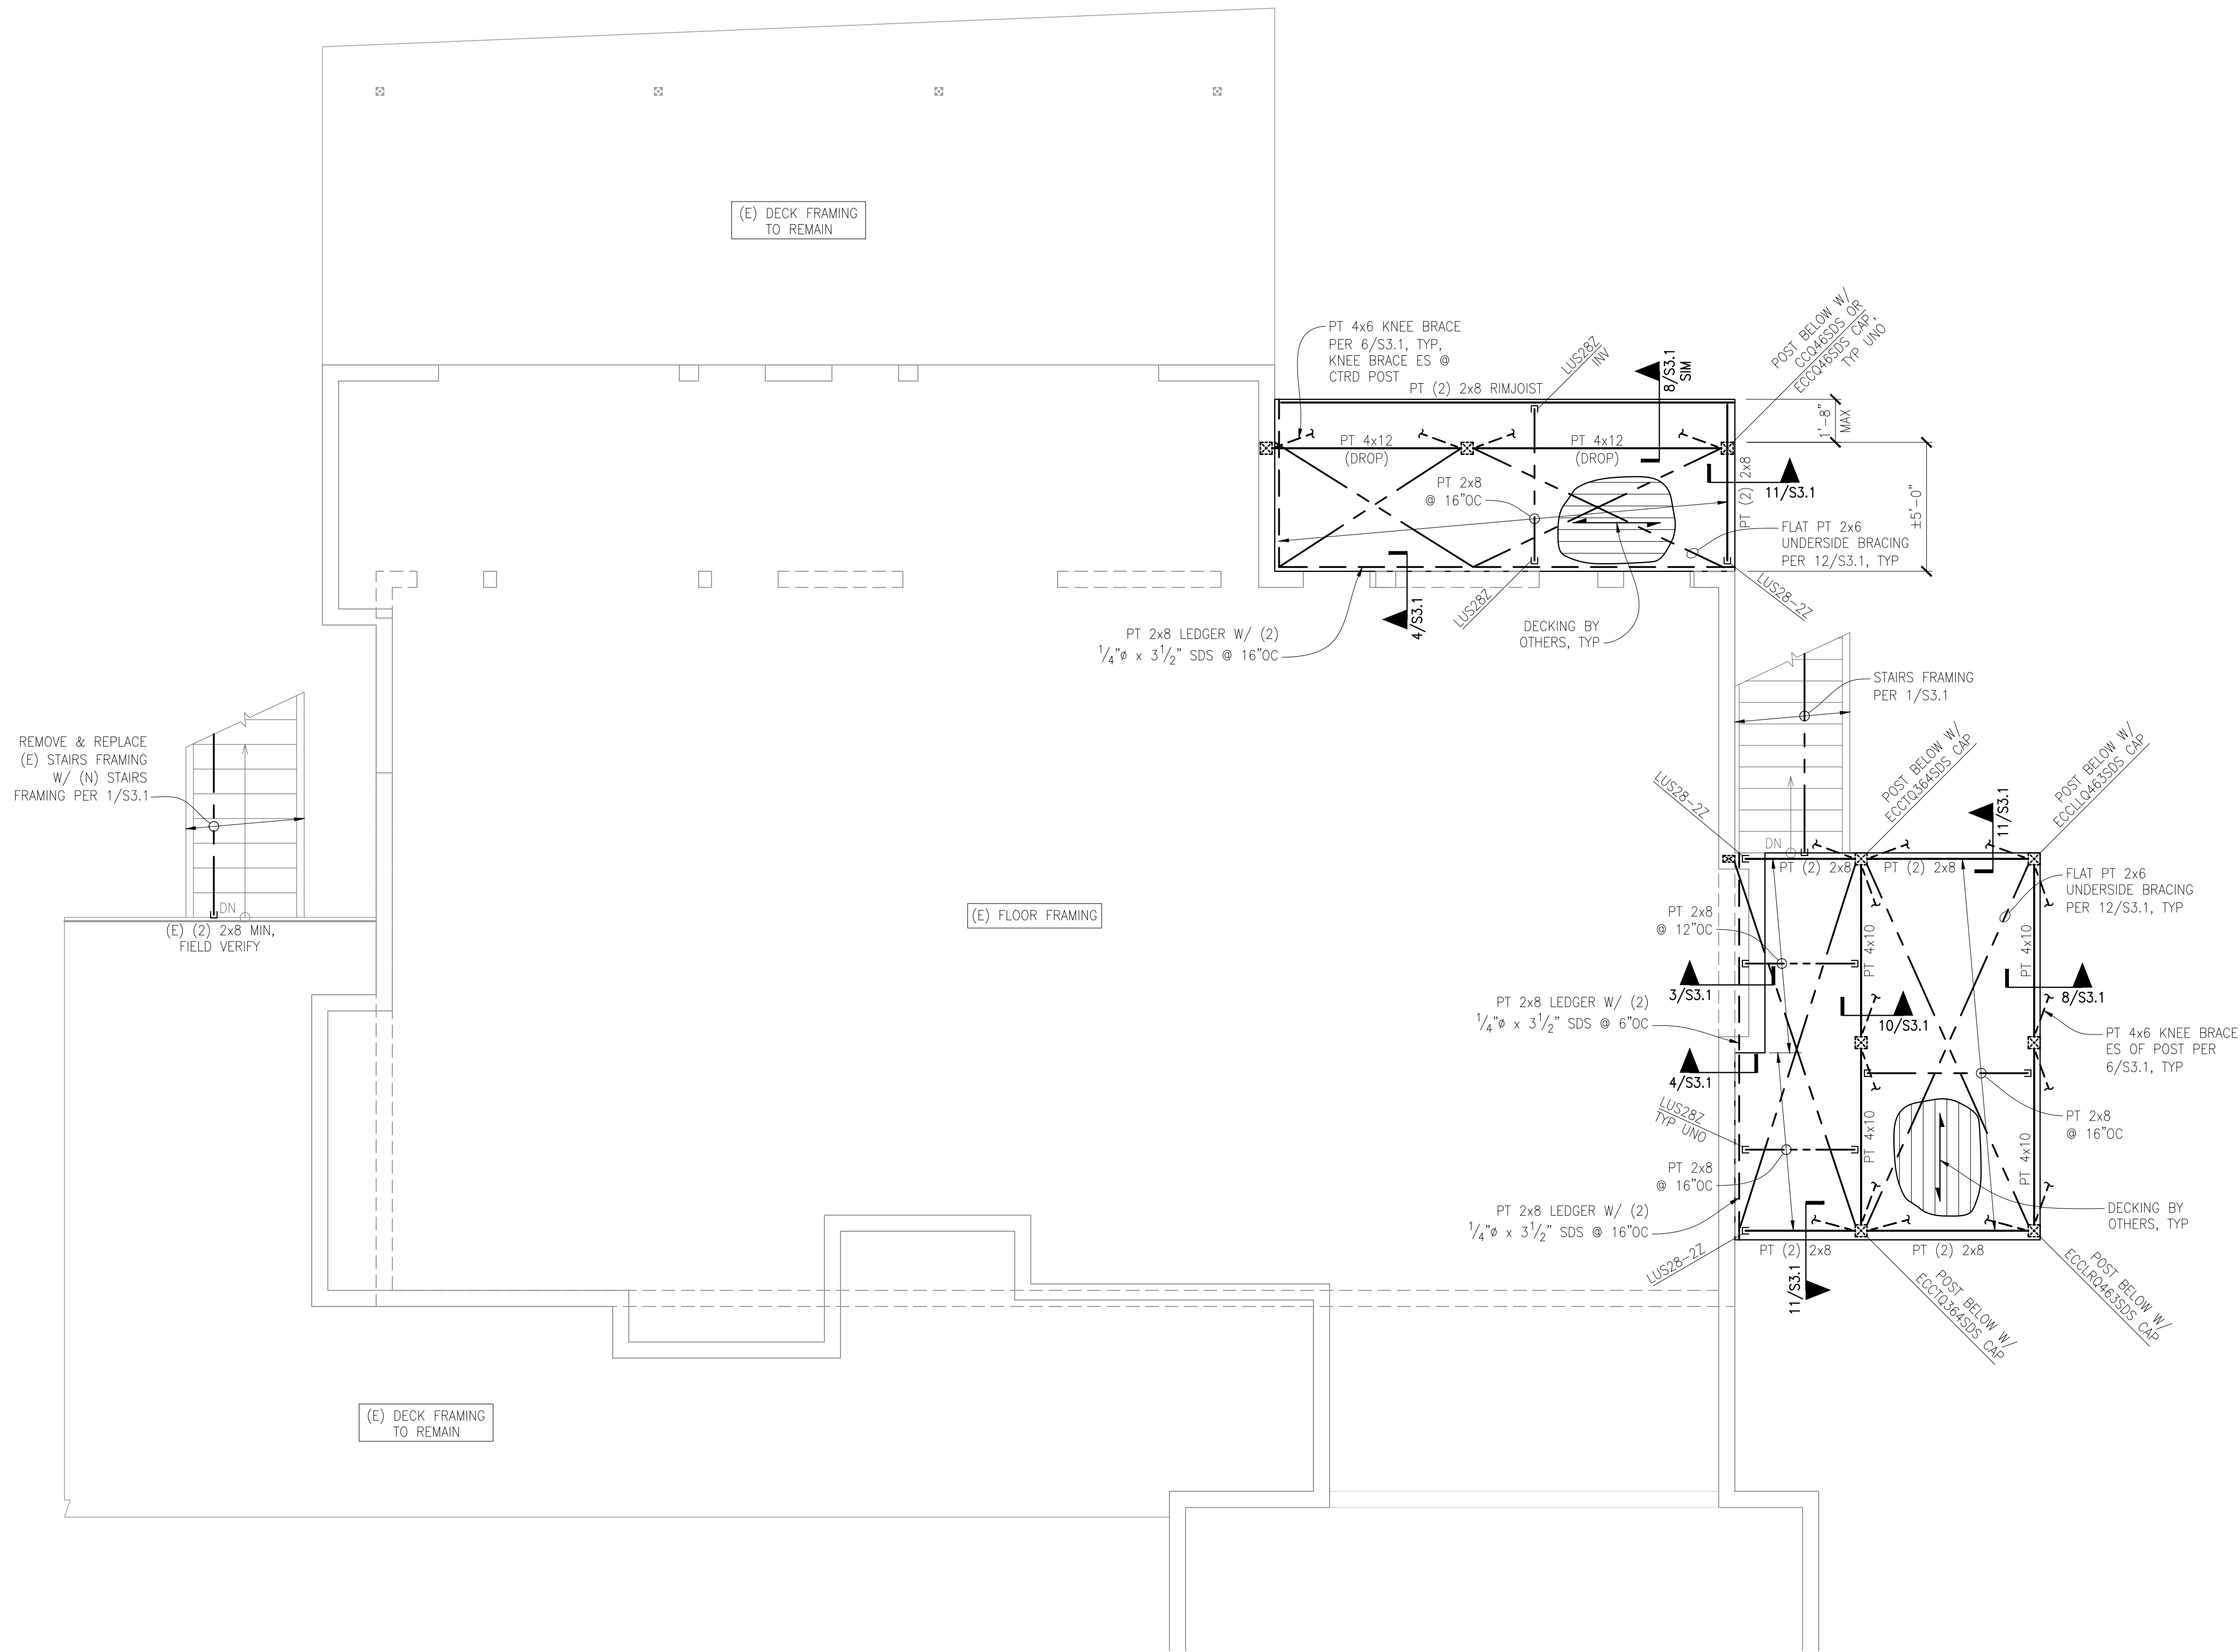 (E) DECK FRAMING
TO REMAIN
PT 4x6 KNEE BRACE
PER 6/S3.1, TYP,
KNEE BRACE ES @
CTRD POST
LUS28Z
INV
8/S3.1
SIM
POST BELOW W/
CCQ46SDS OR
ECCQ46SDS CAP,
TYP UNO
PT (2) 2x8 RIMJOIST
1'-8"
MAX
PT 4x12
(DROP)
PT 4x12
(DROP)
PT 2x8
@ 16"OC
PT (2) 2x8
11/S3.1
±5'-0"
FLAT PT 2x6
UNDERSIDE BRACING
PER 12/S3.1, TYP
LUS28-2Z
4/S3.1
LUS28Z
DECKING BY
OTHERS, TYP
PT 2x8 LEDGER W/ (2)
1/4"ø x 3 1/2" SDS @ 16"OC
STAIRS FRAMING
PER 1/S3.1
REMOVE & REPLACE
(E) STAIRS FRAMING
W/ (N) STAIRS
FRAMING PER 1/S3.1
DN
(E) (2) 2x8 MIN,
FIELD VERIFY
(E) FLOOR FRAMING
LUS28-2Z
POST BELOW W/
ECCTQ364SDS CAP
POST BELOW W/
ECCLLQ463SDS CAP
11/S3.1
DN
PT (2) 2x8
PT (2) 2x8
FLAT PT 2x6
UNDERSIDE BRACING
PER 12/S3.1, TYP
PT 2x8
@ 12"OC
PT 4x10
PT 4x10
3/S3.1
8/S3.1
PT 2x8 LEDGER W/ (2)
1/4"ø x 3 1/2" SDS @ 6"OC
10/S3.1
PT 4x6 KNEE BRACE
ES OF POST PER
6/S3.1, TYP
4/S3.1
LUS28Z
TYP UNO
PT 2x8
@ 16"OC
PT 4x10
PT 4x10
PT 2x8
@ 16"OC
PT 2x8 LEDGER W/ (2)
1/4"ø x 3 1/2" SDS @ 16"OC
DECKING BY
OTHERS, TYP
LUS28-2Z
PT (2) 2x8
PT (2) 2x8
11/S3.1
POST BELOW W/
ECCTQ364SDS CAP
POST BELOW W/
ECCLRQ463SDS CAP
(E) DECK FRAMING
TO REMAIN